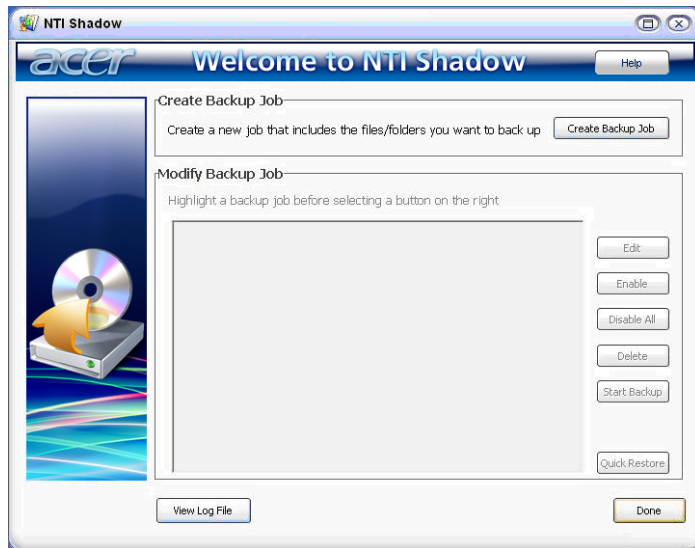 NTI Shadow
acer
Welcome to NTI Shadow
Help
Create Backup Job
Create a new job that includes the files/folders you want to back up
Create Backup Job
Modify Backup Job
Highlight a backup job before selecting a button on the right
Edit
Enable
Disable All
Delete
Start Backup
Quick Restore
View Log File
Done